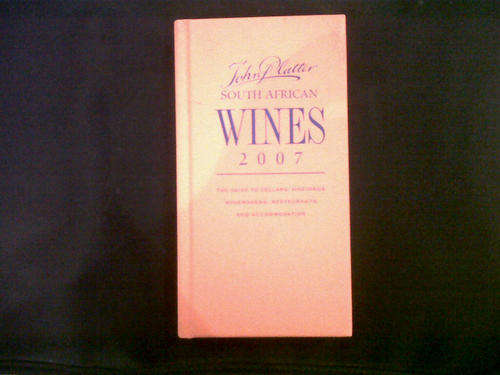 John Platter
SOUTH AFRICAN
WINES
2007
THE GUIDE TO CELLARS, VINEYARDS,
WINEMAKERS, RESTAURANTS
AND ACCOMMODATION